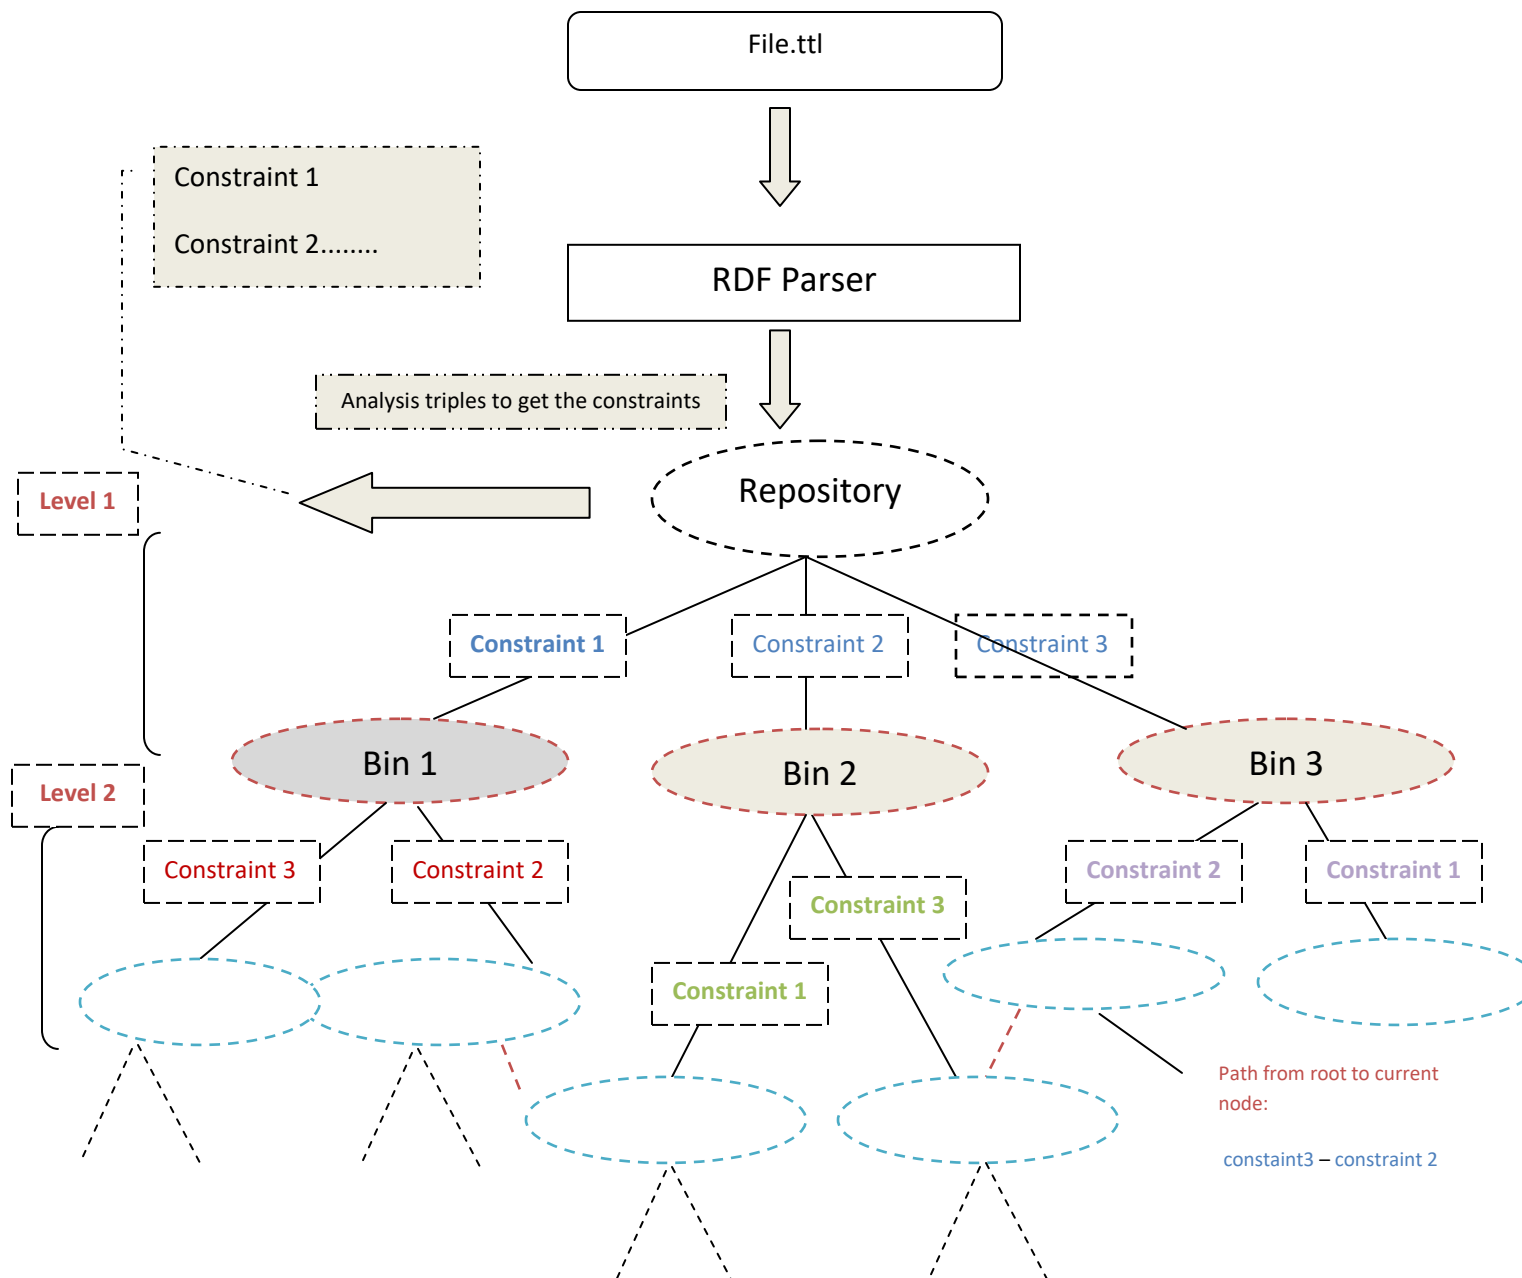 File.ttl
Constraint 1
Constraint 2........
RDF Parser
Analysis triples to get the constraints
Level 1
Repository
Constraint 1
Constraint 2
Constraint 3
Bin 1
Bin 2
Bin 3
Level 2
Constraint 3
Constraint 2
Constraint 3
Constraint 2
Constraint 1
Constraint 1
Path from root to current
node:
constaint3 – constraint 2